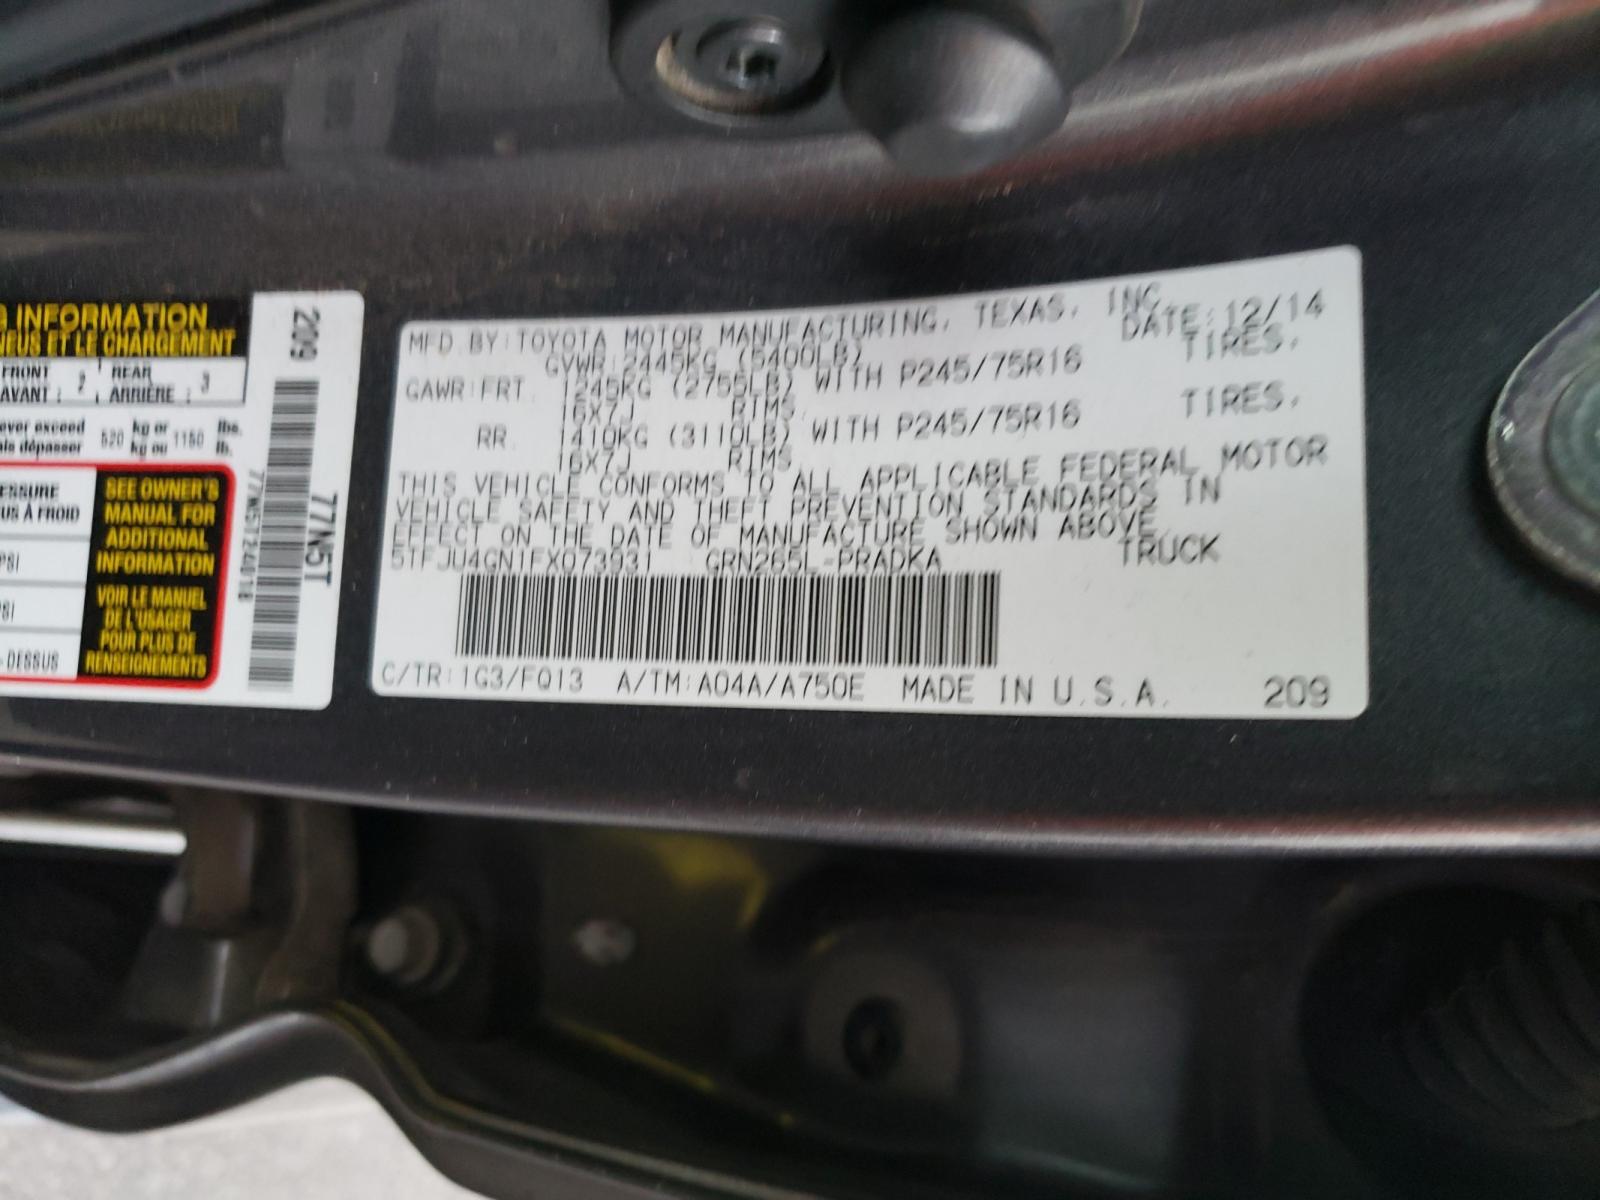 G INFORMATION
NEUS ET LE CHARGEMENT
FRONT
AVANT : 2
REAR
ARRIÈRE : 3
ever exceed
520
kg or
kg ou
1150
lbs.
lb.
ais dépasser
ESSURE
US À FROID
PSI
PSI
- DESSUS
SEE OWNER'S
MANUAL FOR
ADDITIONAL
INFORMATION
VOIR LE MANUEL
DE L'USAGER
POUR PLUS DE
RENSEIGNEMENTS
209
77N5T
MFD. BY: TOYOTA MOTOR MANUFACTURING, TEXAS, INC.
DATE: 12/14
GVWR: 2445KG (5400LB)
GAWR: FRT. 1245KG (2755LB) WITH P245/75R16 TIRES,
16X7J RIMS,
RR. 1410KG (3110LB) WITH P245/75R16 TIRES,
16X7J RIMS
THIS VEHICLE CONFORMS TO ALL APPLICABLE FEDERAL MOTOR
VEHICLE SAFETY AND THEFT PREVENTION STANDARDS IN
EFFECT ON THE DATE OF MANUFACTURE SHOWN ABOVE.
5TFJU4GN1FX073931 GRN265L-PRADKA TRUCK
C/TR: 1G3/FQ13 A/TM: A04A/A750E MADE IN U.S.A. 209